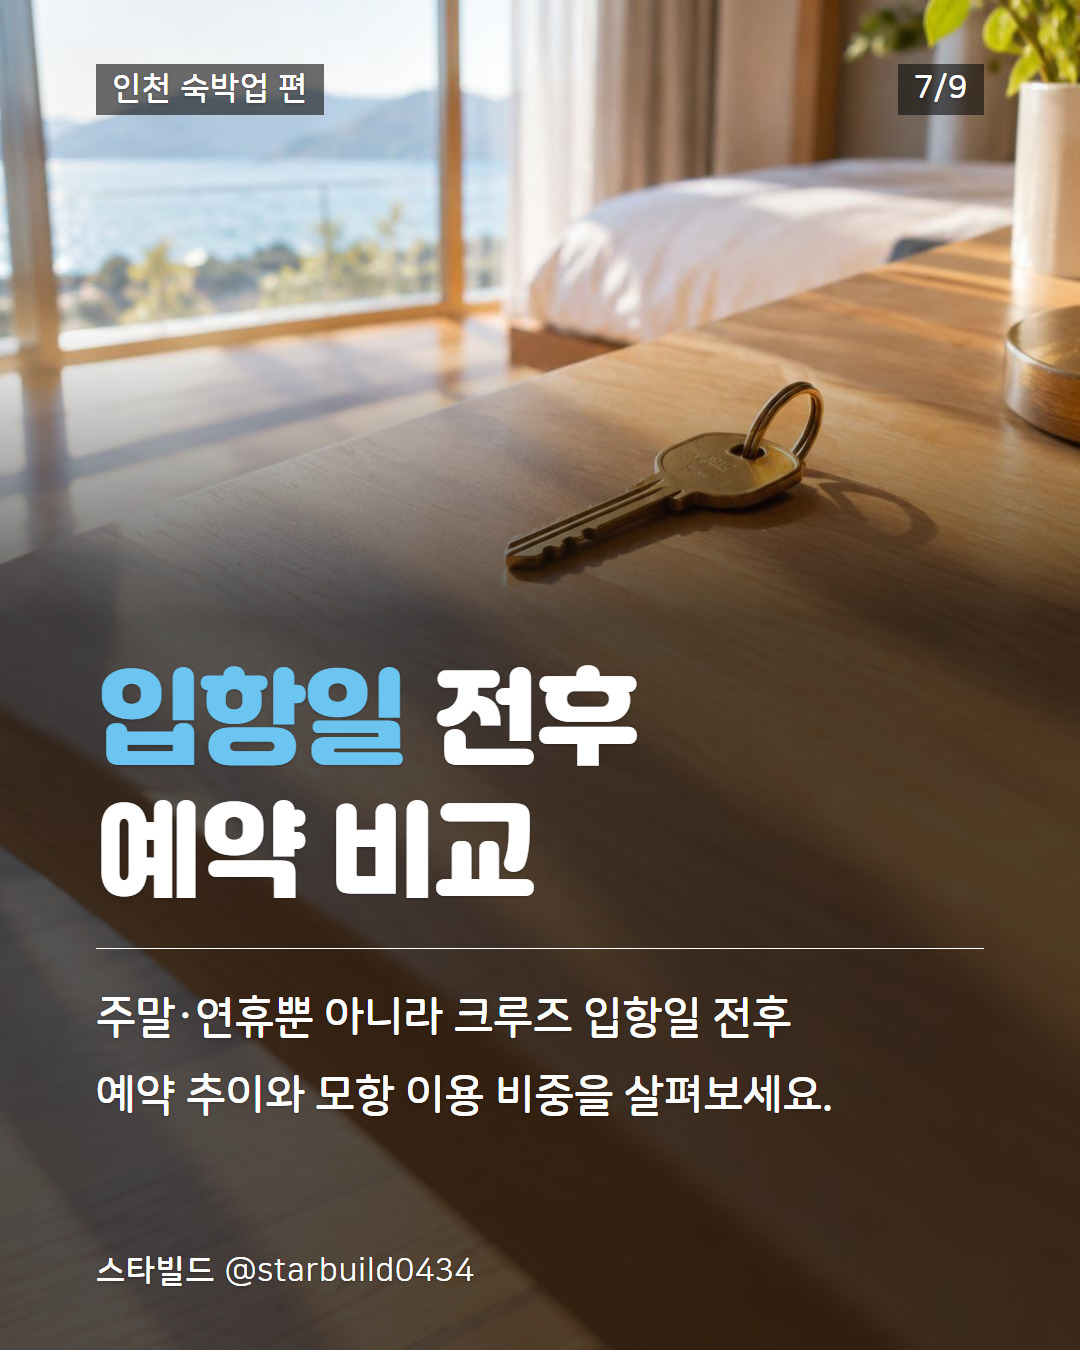 인천 숙박업 편
7/9
입항일 전후
예약 비교
주말·연휴뿐 아니라 크루즈 입항일 전후
예약 추이와 모항 이용 비중을 살펴보세요.
스타빌드 @starbuild0434